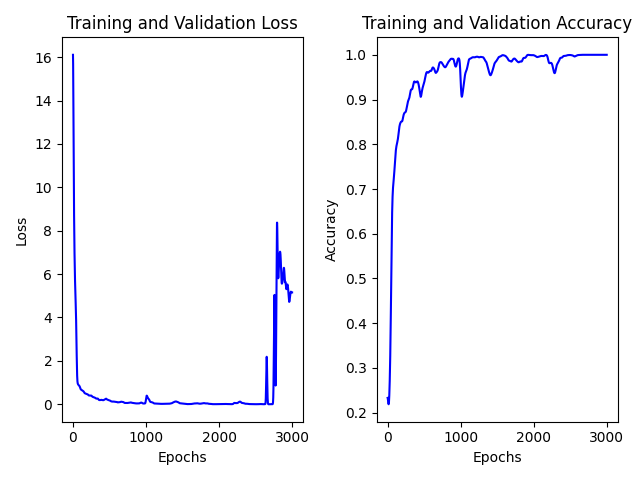 Training and Validation Loss
16
14
12
10
8
6
4
2
0
Loss
0 1000 2000 3000
Epochs
Training and Validation Accuracy
1.0
0.9
0.8
0.7
0.6
0.5
0.4
0.3
0.2
Accuracy
0 1000 2000 3000
Epochs